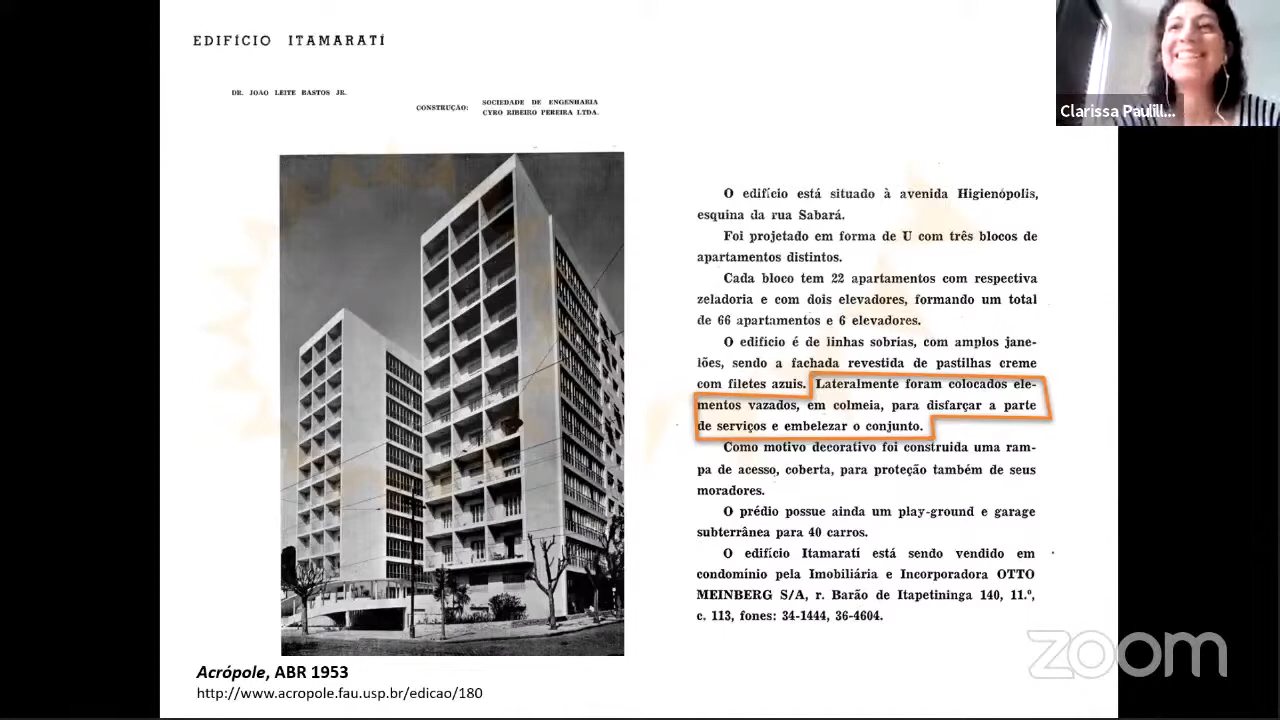 EDIFÍCIO ITAMARATÍ
DR. JOAO LEITE BASTOS JR.
CONSTRUÇÃO:
SOCIEDADE DE ENGENHARIA
CYRO RIBEIRO PEREIRA LTDA.
Clarissa Paulill...
O edifício está situado à avenida Higienópolis,
esquina da rua Sabará.
Foi projetado em forma de U com três blocos de
apartamentos distintos.
Cada bloco tem 22 apartamentos com respectiva
zeladoria e com dois elevadores, formando um total
de 66 apartamentos e 6 elevadores.
O edifício é de linhas sobrias, com amplos jane-
lões, sendo a fachada revestida de pastilhas creme
com filetes azuis. Lateralmente foram colocados ele-
mentos vazados, em colmeia, para disfarçar a parte
de serviços e embelezar o conjunto.
Como motivo decorativo foi construida uma ram-
pa de acesso, coberta, para proteção também de seus
moradores.
O prédio possue ainda um play-ground e garage
subterrânea para 40 carros.
O edifício Itamaratí está sendo vendido em
condomínio pela Imobiliária e Incorporadora OTTO
MEINBERG S/A, r. Barão de Itapetininga 140, 11.º,
c. 113, fones: 34-1444, 36-4604.
Acrópole, ABR 1953
http://www.acropole.fau.usp.br/edicao/180
zoom